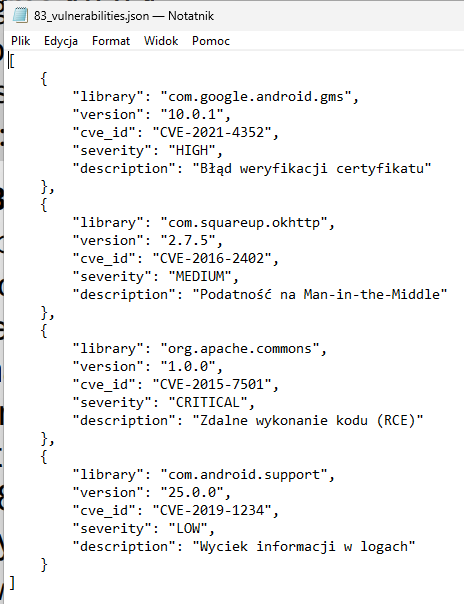 83_vulnerabilities.json — Notatnik
Plik Edycja Format Widok Pomoc
[
    {
        "library": "com.google.android.gms",
        "version": "10.0.1",
        "cve_id": "CVE-2021-4352",
        "severity": "HIGH",
        "description": "Błąd weryfikacji certyfikatu"
    },
    {
        "library": "com.squareup.okhttp",
        "version": "2.7.5",
        "cve_id": "CVE-2016-2402",
        "severity": "MEDIUM",
        "description": "Podatność na Man-in-the-Middle"
    },
    {
        "library": "org.apache.commons",
        "version": "1.0.0",
        "cve_id": "CVE-2015-7501",
        "severity": "CRITICAL",
        "description": "Zdalne wykonanie kodu (RCE)"
    },
    {
        "library": "com.android.support",
        "version": "25.0.0",
        "cve_id": "CVE-2019-1234",
        "severity": "LOW",
        "description": "Wyciek informacji w logach"
    }
]